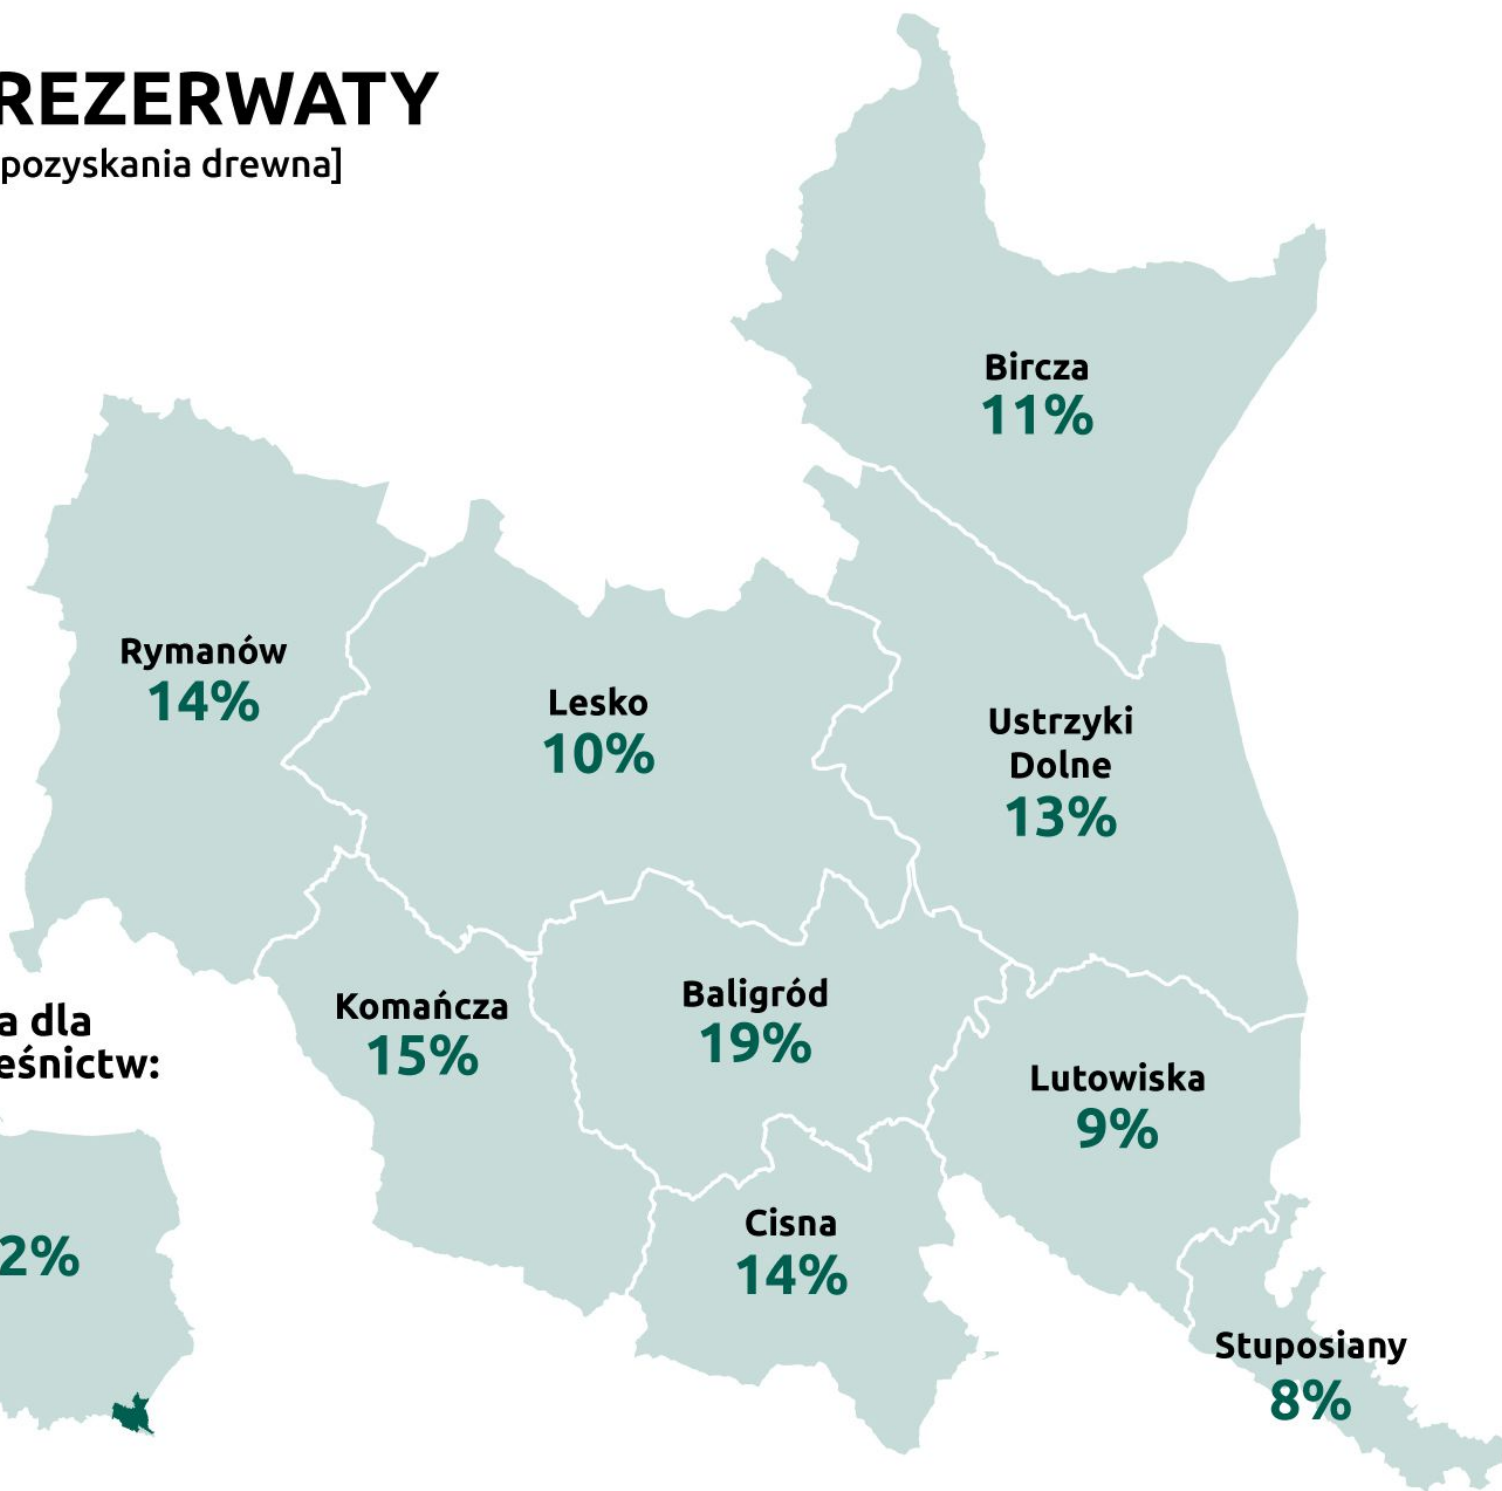 REZERWATY
pozyskania drewna]
Bircza
11%
Rymanów
14%
Lesko
10%
Ustrzyki
Dolne
13%
Komańcza
15%
Baligród
19%
Lutowiska
9%
Cisna
14%
Stuposiany
8%
a dla
eśnictw:
2%